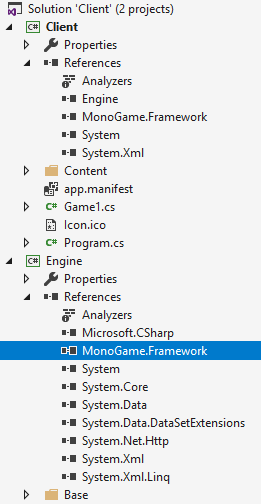 Solution 'Client' (2 projects)
C# Client
Properties
References
Analyzers
Engine
MonoGame.Framework
System
System.Xml
Content
app.manifest
C# Game1.cs
Icon.ico
C# Program.cs
C# Engine
Properties
References
Analyzers
Microsoft.CSharp
MonoGame.Framework
System
System.Core
System.Data
System.Data.DataSetExtensions
System.Net.Http
System.Xml
System.Xml.Linq
Base